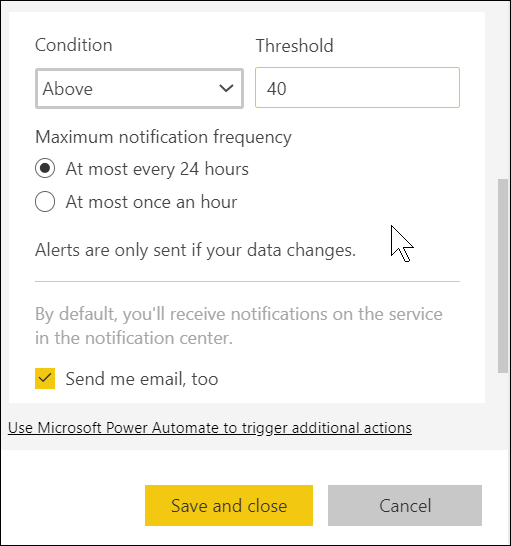 Condition
Threshold
Above
40
Maximum notification frequency
At most every 24 hours
At most once an hour
Alerts are only sent if your data changes.
By default, you'll receive notifications on the service
in the notification center.
Send me email, too
Use Microsoft Power Automate to trigger additional actions
Save and close
Cancel